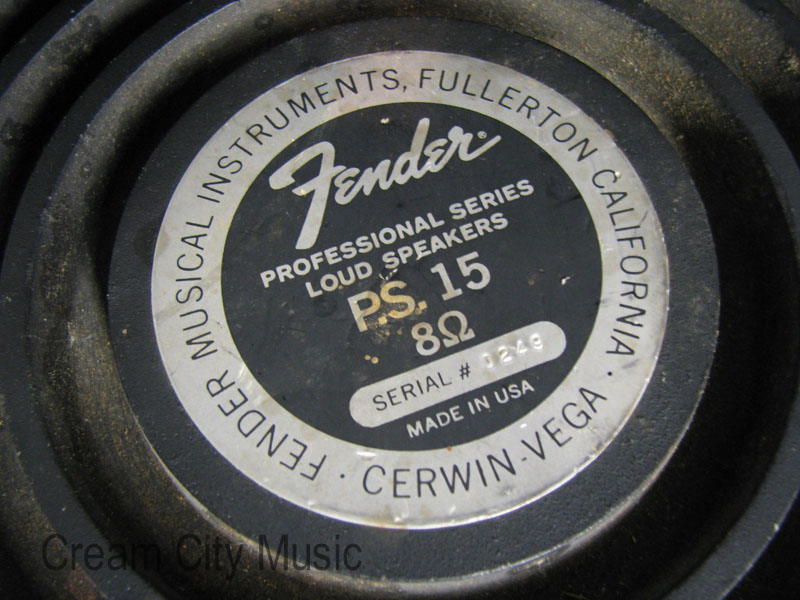 FENDER MUSICAL INSTRUMENTS, FULLERTON CALIFORNIA · CERWIN-VEGA ·
Fender®
PROFESSIONAL SERIES
LOUD SPEAKERS
P.S. 15
8Ω
SERIAL # 0249
MADE IN USA
Cream City Music